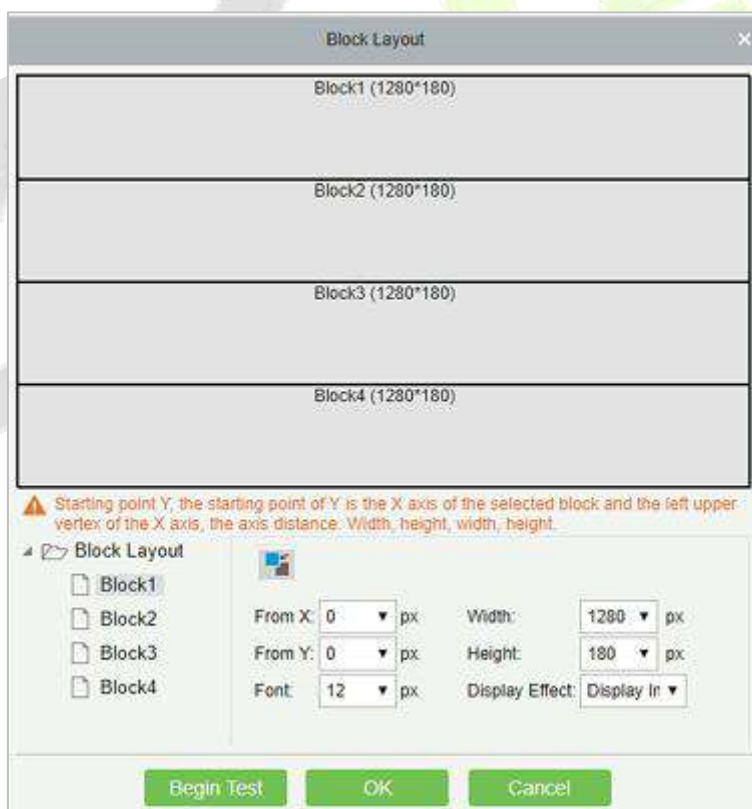 Block Layout
Block1 (1280*180)
Block2 (1280*180)
Block3 (1280*180)
Block4 (1280*180)
Starting point Y, the starting point of Y is the X axis of the selected block and the left upper
vertex of the X axis, the axis distance. Width, height, width, height.
Block Layout
Block1
Block2
Block3
Block4
From X: 0 px Width: 1280 px
From Y: 0 px Height: 180 px
Font: 12 px Display Effect: Display Ir
Begin Test OK Cancel